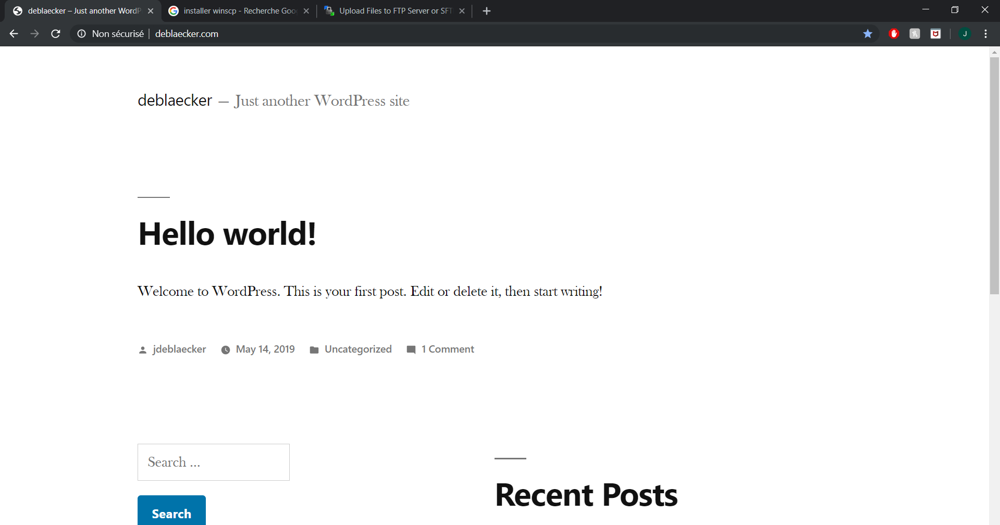 deblaecker – Just another WordP
installer winscp - Recherche Goo
Upload Files to FTP Server or SFT
Non sécurisé
deblaecker.com
J
deblaecker — Just another WordPress site
Hello world!
Welcome to WordPress. This is your first post. Edit or delete it, then start writing!
jdeblaecker May 14, 2019 Uncategorized 1 Comment
Search ...
Search
Recent Posts